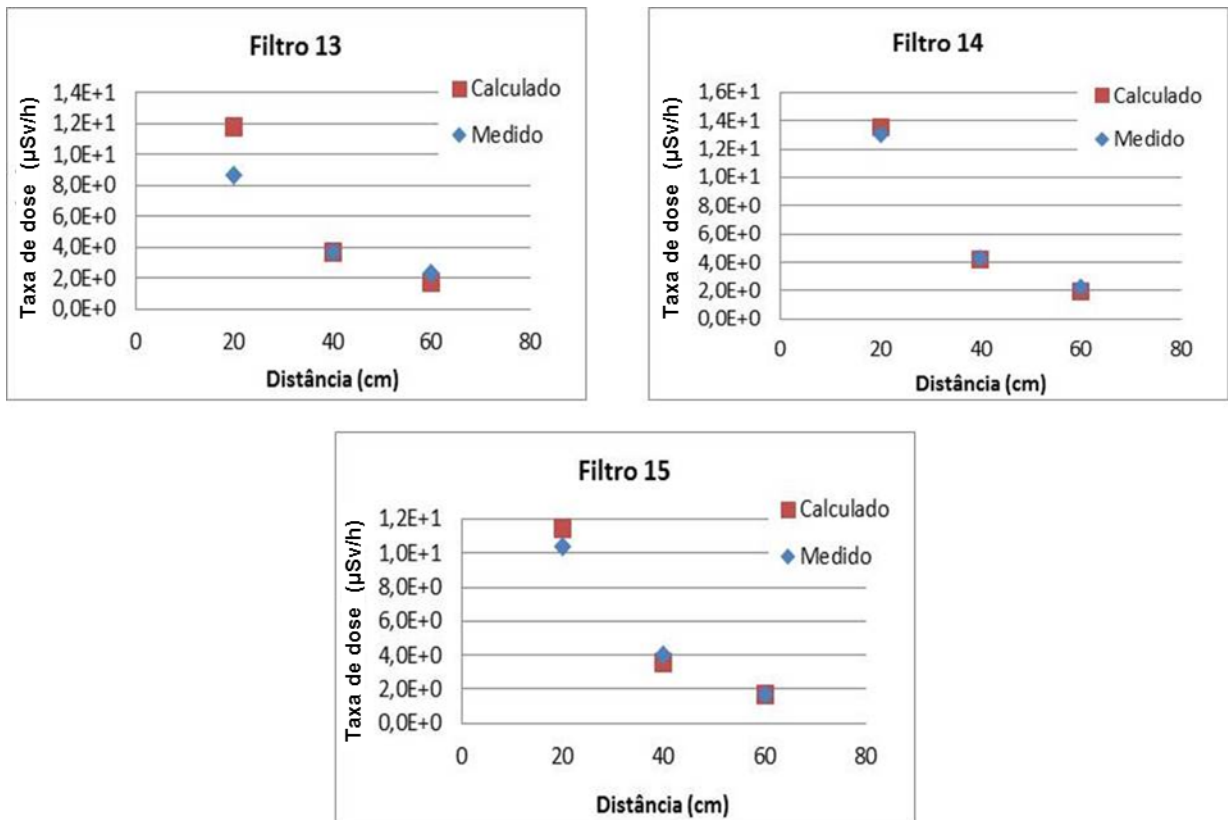 Filtro 13
Calculado
Medido
Taxa de dose (µSv/h)
1,4E+1
1,2E+1
1,0E+1
8,0E+0
6,0E+0
4,0E+0
2,0E+0
0,0E+0
0 20 40 60 80
Distância (cm)
Filtro 14
Calculado
Medido
Taxa de dose (µSv/h)
1,6E+1
1,4E+1
1,2E+1
1,0E+1
8,0E+0
6,0E+0
4,0E+0
2,0E+0
0,0E+0
0 20 40 60 80
Distância (cm)
Filtro 15
Calculado
Medido
Taxa de dose (µSv/h)
1,2E+1
1,0E+1
8,0E+0
6,0E+0
4,0E+0
2,0E+0
0,0E+0
0 20 40 60 80
Distância (cm)